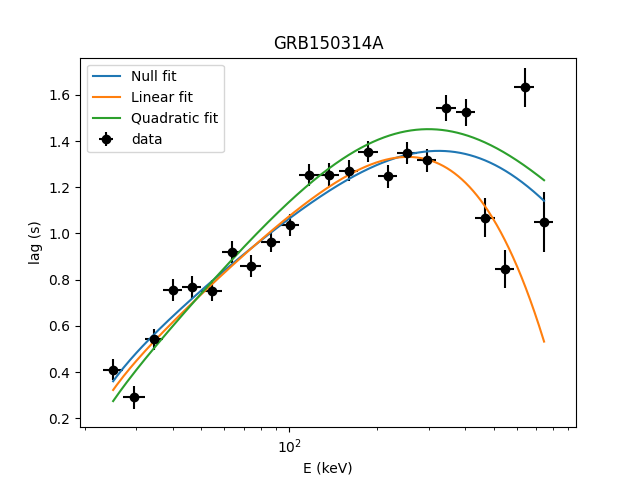 GRB150314A
Null fit
Linear fit
Quadratic fit
data
1.6
1.4
1.2
1.0
0.8
0.6
0.4
0.2
lag (s)
10²
E (keV)